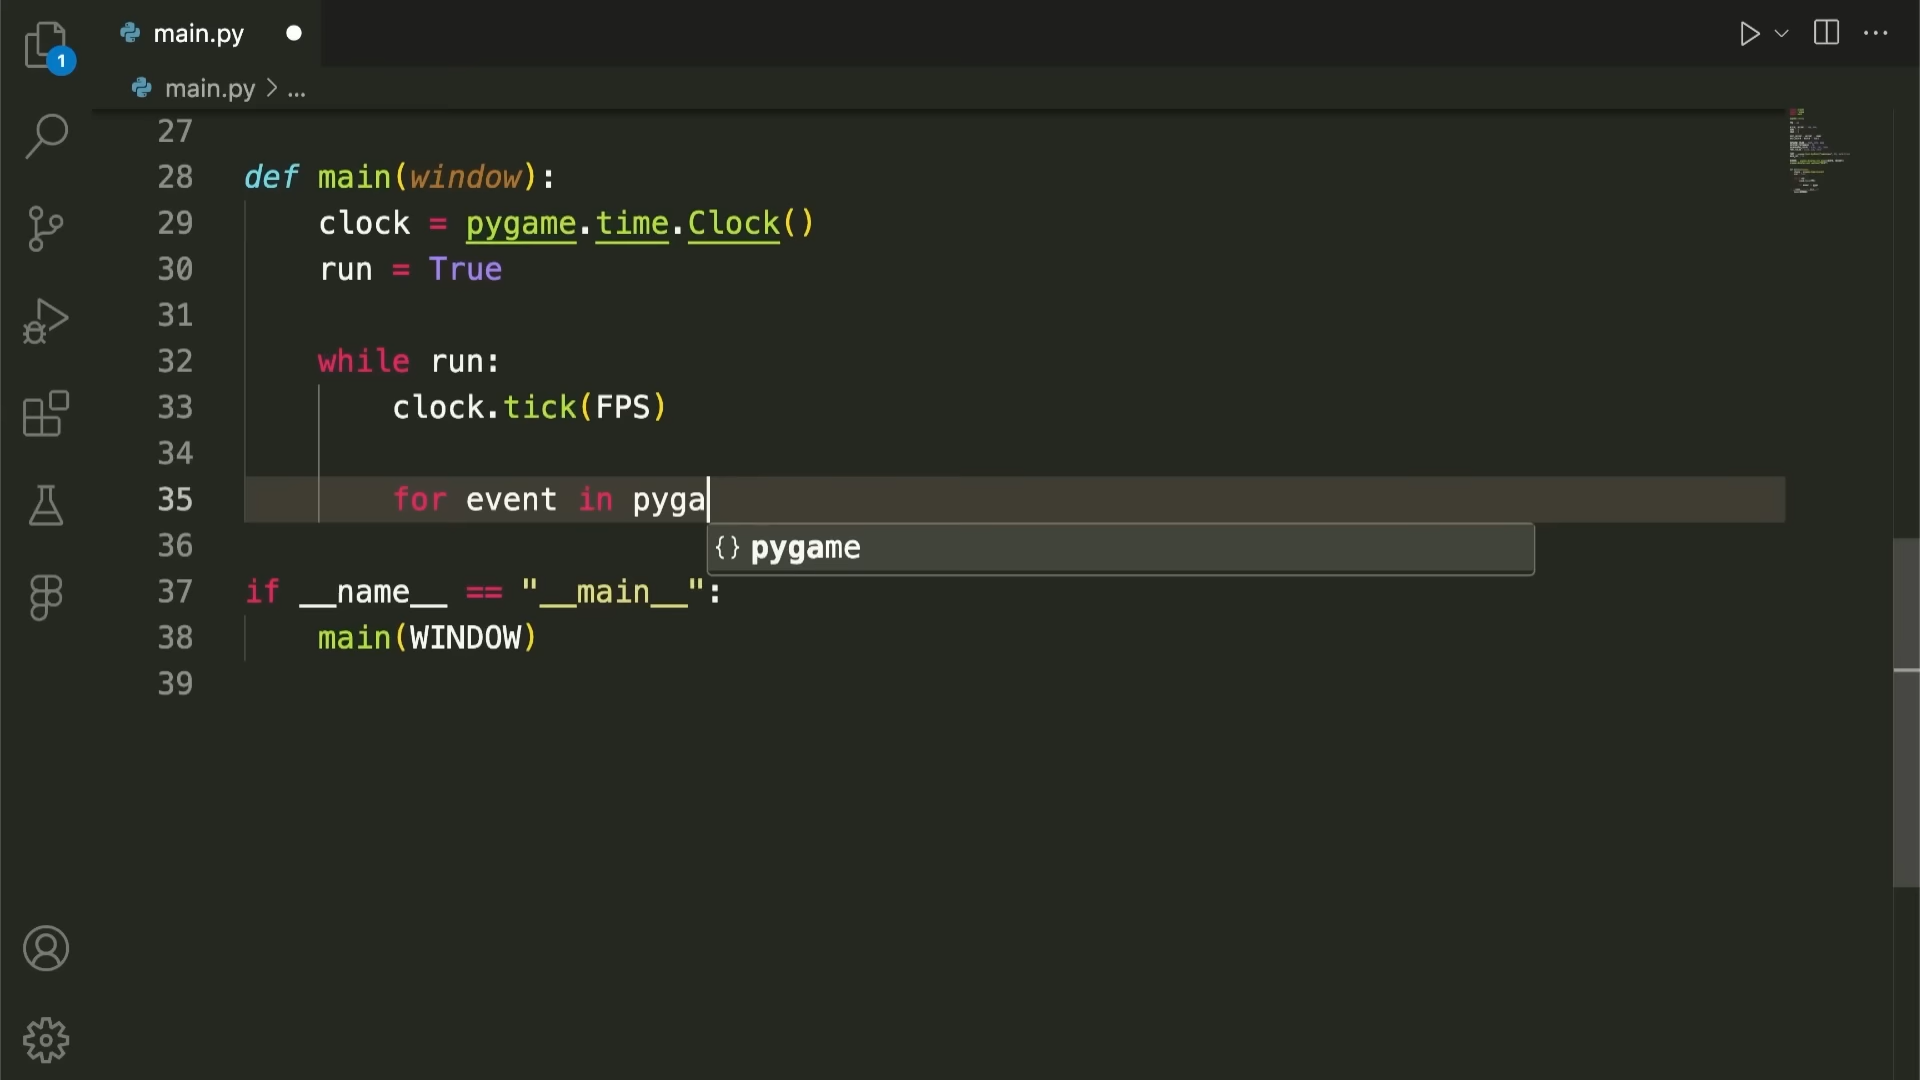 main.py
1
main.py > ...
27
28 def main(window):
29 clock = pygame.time.Clock()
30 run = True
31
32 while run:
33 clock.tick(FPS)
34
35 for event in pyga
{} pygame
36
37 if __name__ == "__main__":
38 main(WINDOW)
39